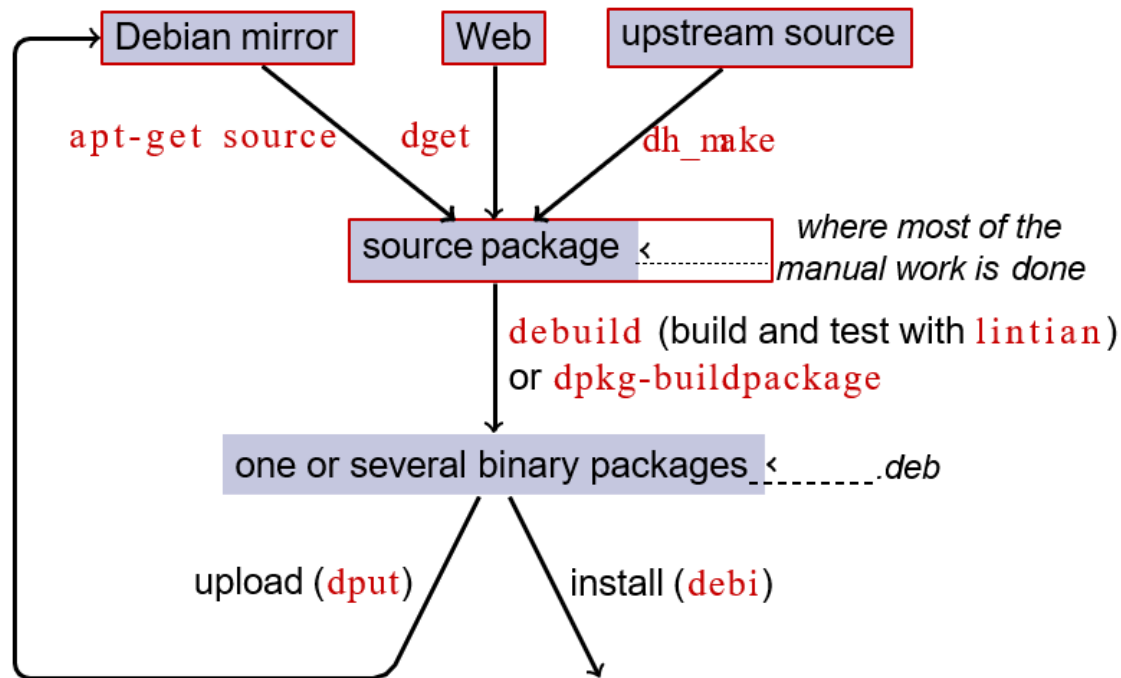 Debian mirror
Web
upstream source
apt-get source
dget
dh_make
source package
where most of the
manual work is done
debuild (build and test with lintian)
or dpkg-buildpackage
one or several binary packages
.deb
upload (dput)
install (debi)